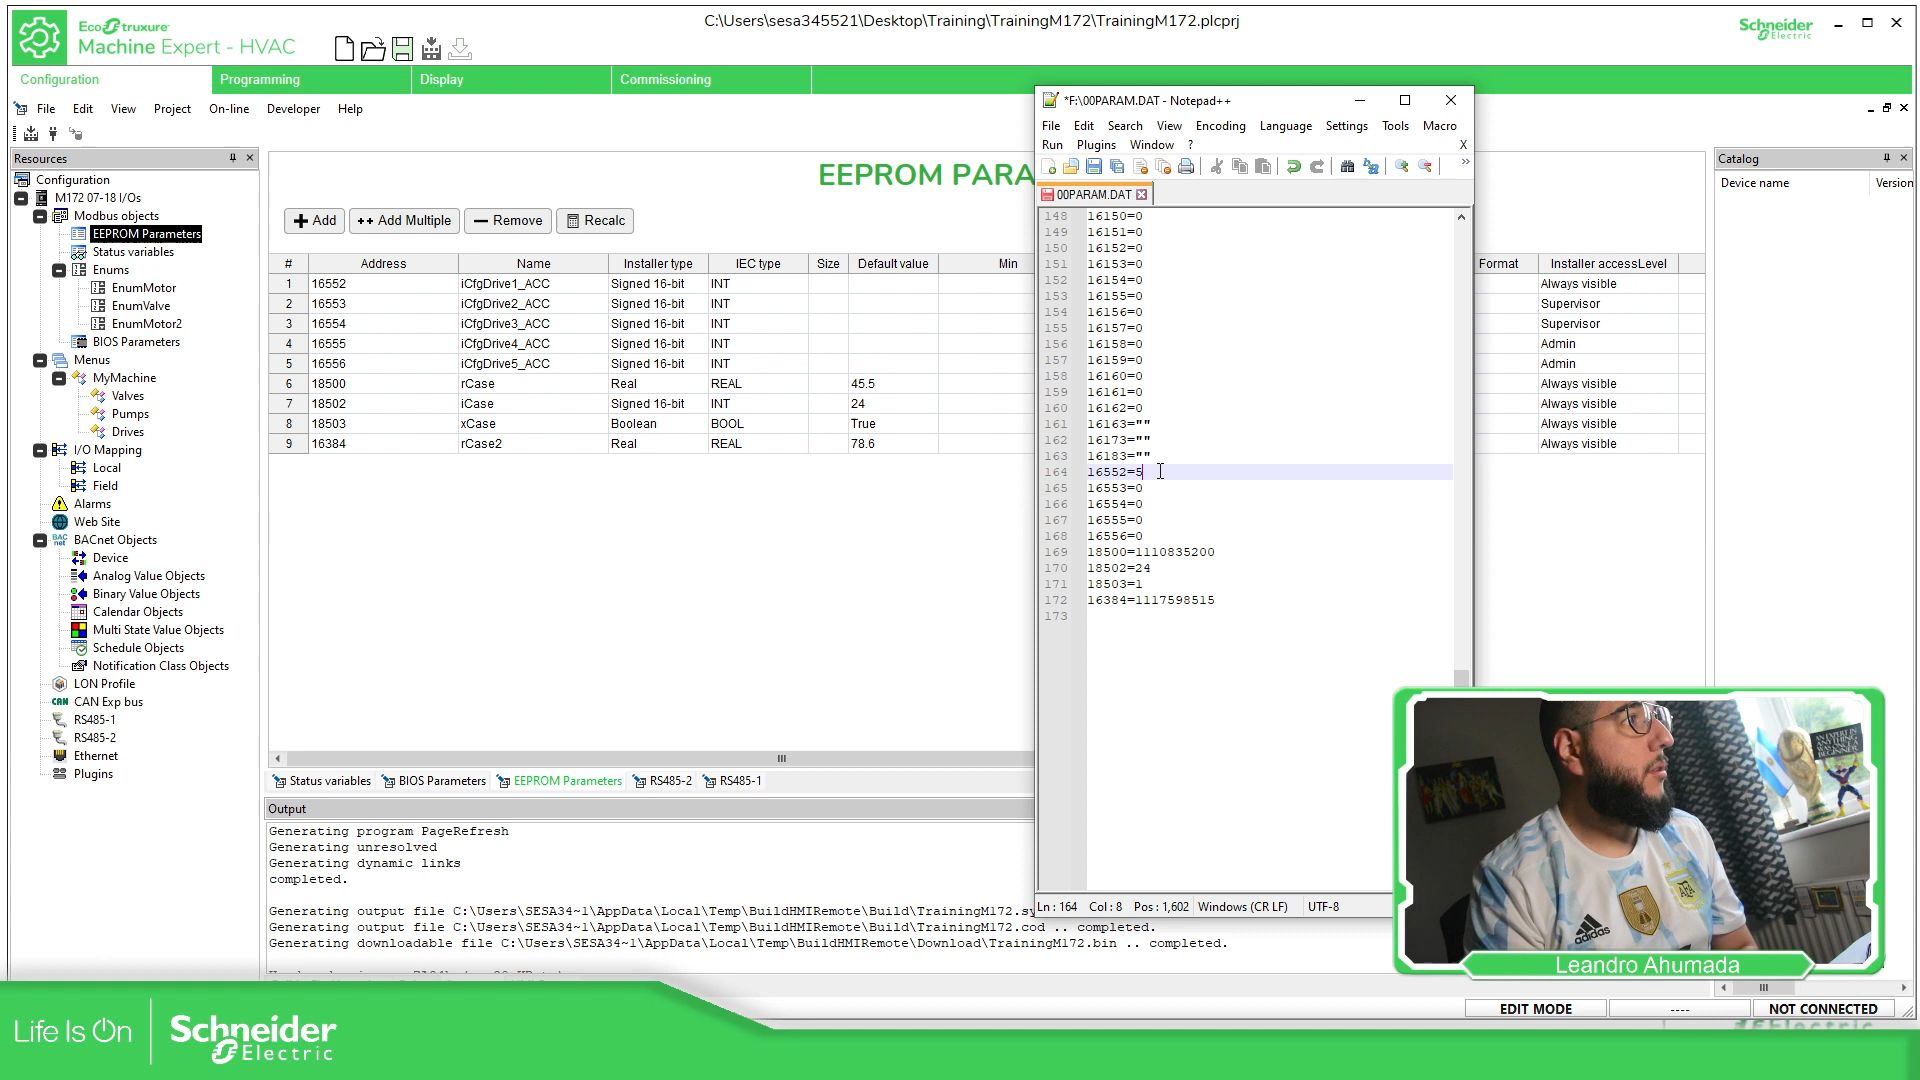 C:\Users\sesa345521\Desktop\Training\TrainingM172\TrainingM172.plcprj
EcoStruxure
Machine Expert - HVAC
Schneider
Electric
Configuration
Programming
Display
Commissioning
File Edit View Project On-line Developer Help
Resources
Configuration
M172 07-18 I/Os
Modbus objects
EEPROM Parameters
Status variables
Enums
EnumMotor
EnumValve
EnumMotor2
BIOS Parameters
Menus
MyMachine
Valves
Pumps
Drives
I/O Mapping
Local
Field
Alarms
Web Site
BACnet Objects
Device
Analog Value Objects
Binary Value Objects
Calendar Objects
Multi State Value Objects
Schedule Objects
Notification Class Objects
LON Profile
CAN Exp bus
RS485-1
RS485-2
Ethernet
Plugins
EEPROM PARA
Add
Add Multiple
Remove
Recalc
# Address Name Installer type IEC type Size Default value Min Format Installer accessLevel
1 16552 iCfgDrive1_ACC Signed 16-bit INT Always visible
2 16553 iCfgDrive2_ACC Signed 16-bit INT Supervisor
3 16554 iCfgDrive3_ACC Signed 16-bit INT Supervisor
4 16555 iCfgDrive4_ACC Signed 16-bit INT Admin
5 16556 iCfgDrive5_ACC Signed 16-bit INT Admin
6 18500 rCase Real REAL 45.5 Always visible
7 18502 iCase Signed 16-bit INT 24 Always visible
8 18503 xCase Boolean BOOL True Always visible
9 16384 rCase2 Real REAL 78.6 Always visible
Status variables BIOS Parameters EEPROM Parameters RS485-2 RS485-1
Output
Generating program PageRefresh
Generating unresolved
Generating dynamic links
completed.
Generating output file C:\Users\SESA34~1\AppData\Local\Temp\BuildHMIRemote\Build\TrainingM172.sy
Generating output file C:\Users\SESA34~1\AppData\Local\Temp\BuildHMIRemote\Build\TrainingM172.cod .. completed.
Generating downloadable file C:\Users\SESA34~1\AppData\Local\Temp\BuildHMIRemote\Download\TrainingM172.bin .. completed.
*F:\00PARAM.DAT - Notepad++
File Edit Search View Encoding Language Settings Tools Macro
Run Plugins Window ? X
00PARAM.DAT
148 16150=0
149 16151=0
150 16152=0
151 16153=0
152 16154=0
153 16155=0
154 16156=0
155 16157=0
156 16158=0
157 16159=0
158 16160=0
159 16161=0
160 16162=0
161 16163=""
162 16173=""
163 16183=""
164 16552=5
165 16553=0
166 16554=0
167 16555=0
168 16556=0
169 18500=1110835200
170 18502=24
171 18503=1
172 16384=1117598515
173
Ln : 164 Col : 8 Pos : 1,602 Windows (CR LF) UTF-8
Catalog
Device name Version
AN EXPERT IN
ANYTHING
WAS ONCE A
BEGINNER
adidas
AFA
Leandro Ahumada
EDIT MODE ---- NOT CONNECTED
Life Is On
Schneider
Electric